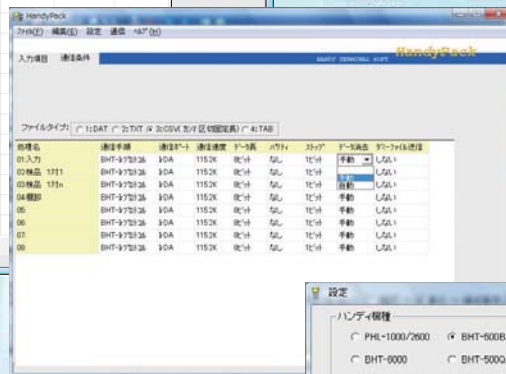 HandyPack
ファイル(F) 編集(E) 設定 通信 ヘルプ(H)
入力項目 通信条件
HandyPack
HANDY TERMINAL SOFT
ファイルタイプ: 1:DAT 2:TXT 3:CSV(カンマ区切固定長) 4:TAB
処理名 通信手順 通信ポート 通信速度 データ長 パリティ ストップ データ消去 ダミーファイル送信
01:入力 BHT-プロトコル IrDA 115.2K 8ビット なし 1ビット 手動 しない
02:検品 1対1 BHT-プロトコル IrDA 115.2K 8ビット なし 1ビット 手動 しない
03:検品 1対n BHT-プロトコル IrDA 115.2K 8ビット なし 1ビット 自動 しない
04:棚卸 BHT-プロトコル IrDA 115.2K 8ビット なし 1ビット 手動 しない
05 BHT-プロトコル IrDA 115.2K 8ビット なし 1ビット 手動 しない
06 BHT-プロトコル IrDA 115.2K 8ビット なし 1ビット 手動 しない
07 BHT-プロトコル IrDA 115.2K 8ビット なし 1ビット 手動 しない
08 BHT-プロトコル IrDA 115.2K 8ビット なし 1ビット 手動 しない
設定
ハンディ機種
PHL-1000/2600 BHT-500B
BHT-6000 BHT-500Q